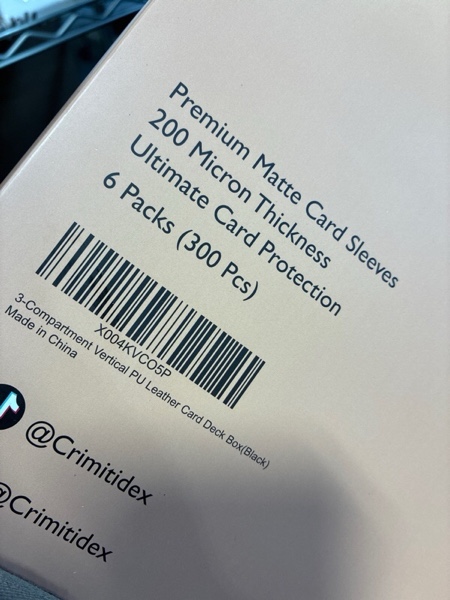 Premium Matte Card Sleeves
200 Micron Thickness
Ultimate Card Protection
6 Packs (300 Pcs)
X004KVCO5P
3-Compartment Vertical PU Leather Card Deck Box(Black)
Made in China
@Crimitidex
@Crimitidex